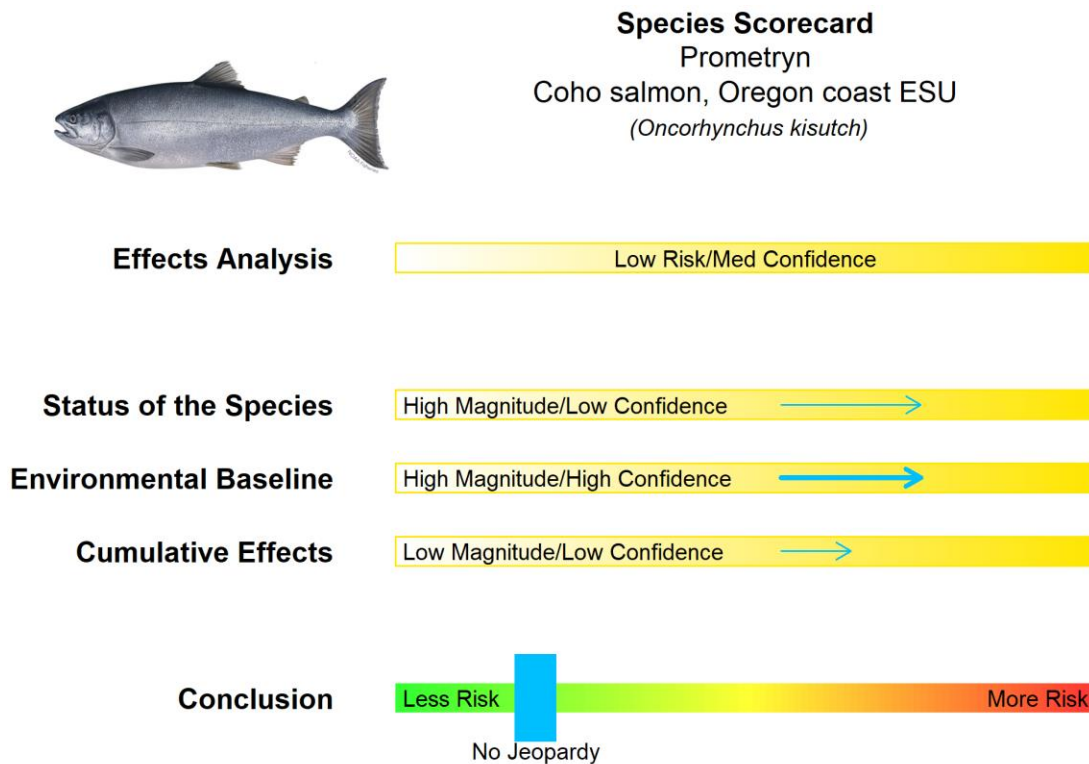 Species Scorecard
Prometryn
Coho salmon, Oregon coast ESU
(Oncorhynchus kisutch)
Effects Analysis
Low Risk/Med Confidence
Status of the Species
High Magnitude/Low Confidence
Environmental Baseline
High Magnitude/High Confidence
Cumulative Effects
Low Magnitude/Low Confidence
Conclusion
Less Risk
More Risk
No Jeopardy